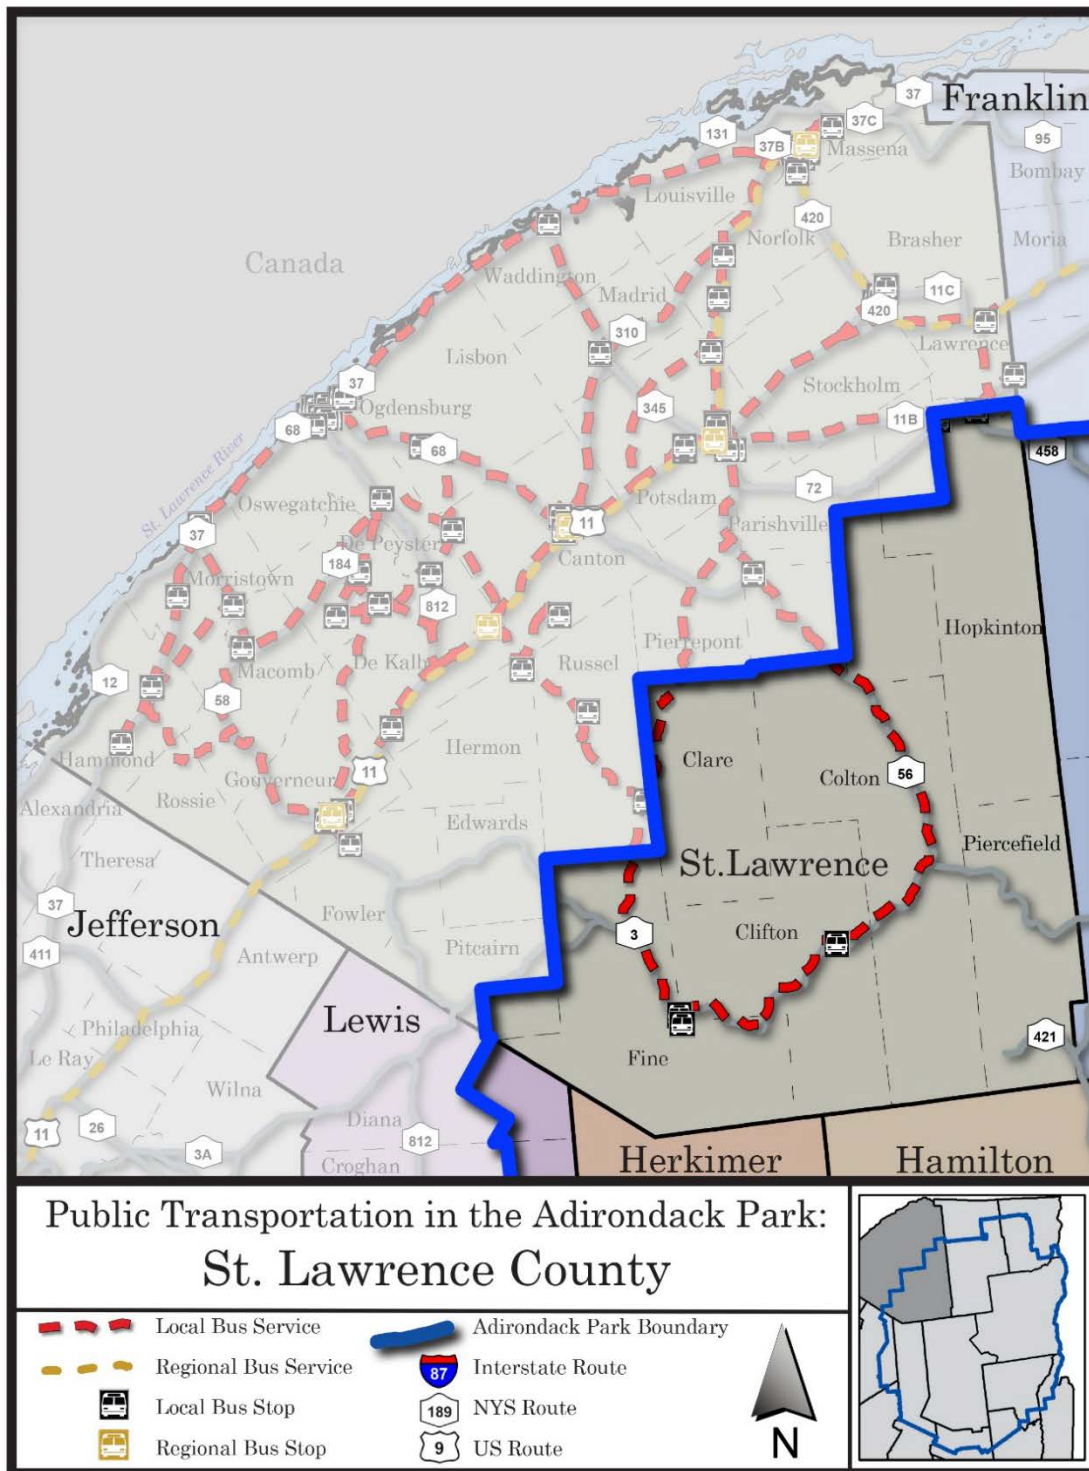 37
Franklin
131
37C
37B
Massena
95
Bombay
Louisville
420
Norfolk
Brasher
Moria
Canada
Waddington
Madrid
11C
420
310
Lawrence
Lisbon
37
Stockholm
Ogdensburg
345
11B
68
68
458
St. Lawrence River
72
Oswegatchie
Potsdam
11
Parishville
37
De Peyster
Canton
184
Morristown
812
Hopkinton
Pierrepont
De Kalb
Russel
Macomb
12
58
Hammond
Hermon
Clare
11
Gouverneur
Colton
56
Alexandria
Rossie
Edwards
Piercefield
Theresa
St.Lawrence
37
Fowler
Jefferson
3
Clifton
411
Antwerp
Pitcairn
Lewis
Philadelphia
421
Le Ray
Fine
Wilna
Diana
11
26
812
3A
Croghan
Herkimer
Hamilton
Public Transportation in the Adirondack Park:
St. Lawrence County
Local Bus Service
Adirondack Park Boundary
Regional Bus Service
87
Interstate Route
Local Bus Stop
189
NYS Route
Regional Bus Stop
9
US Route
N